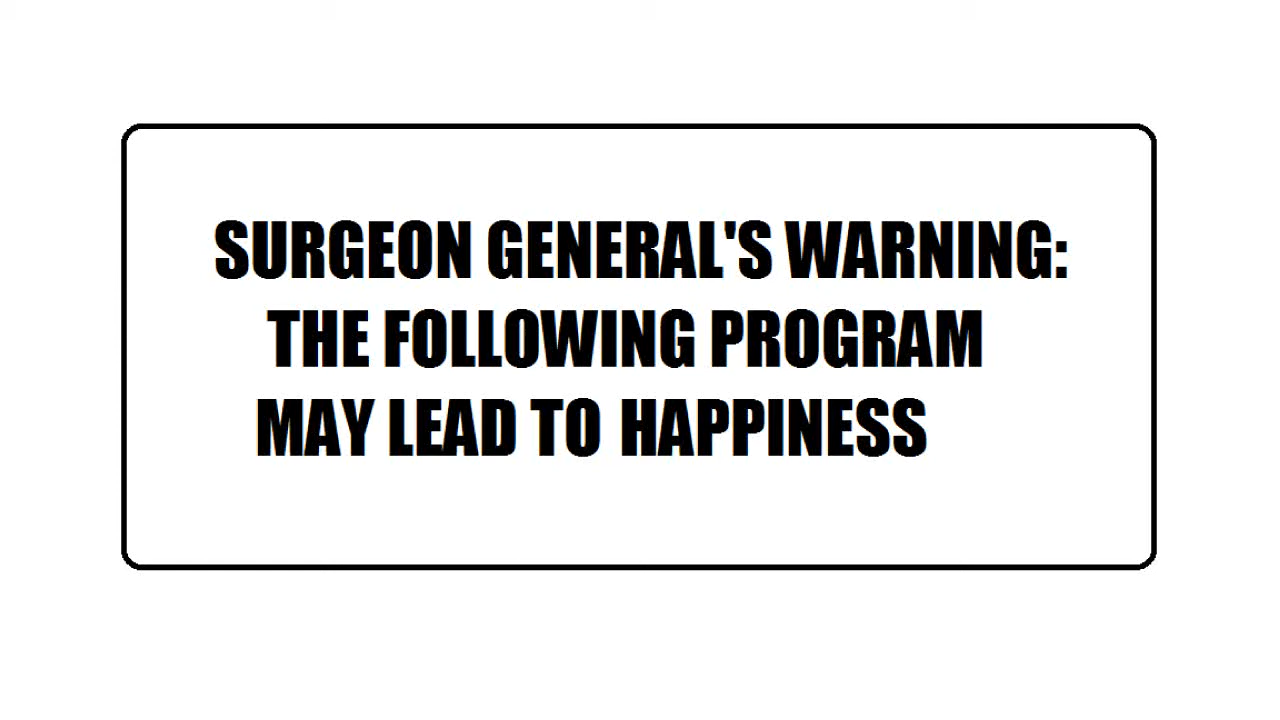 SURGEON GENERAL'S WARNING:
THE FOLLOWING PROGRAM
MAY LEAD TO HAPPINESS